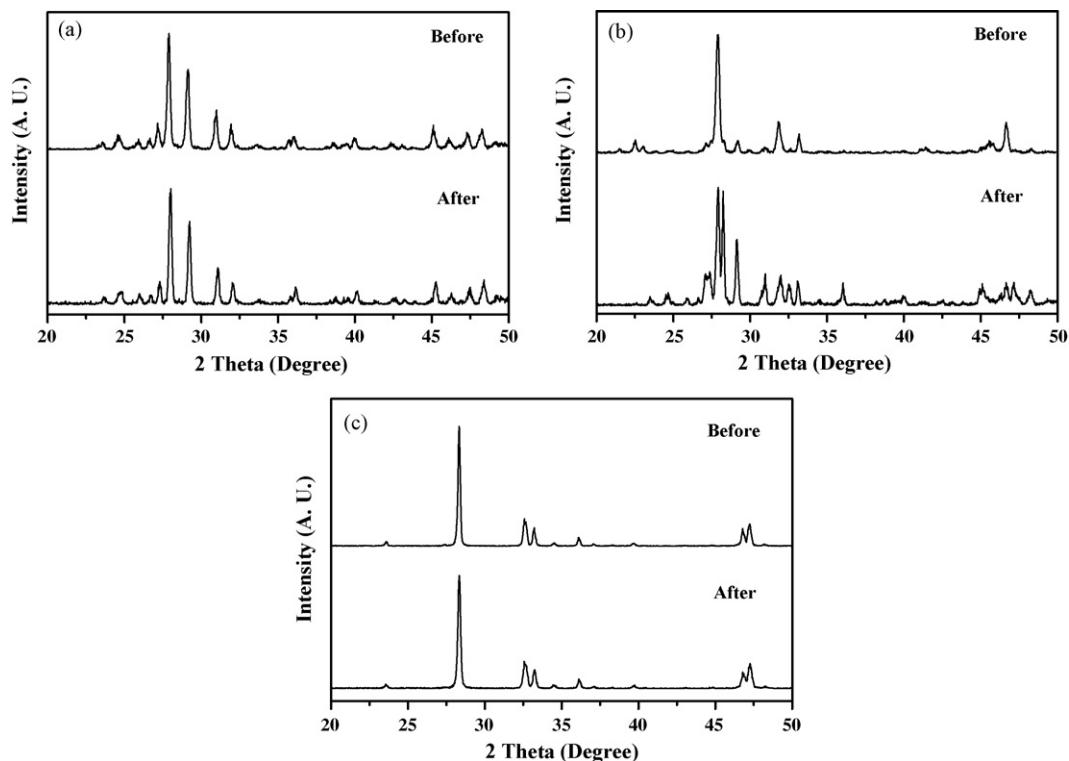 (a)
Before
After
Intensity (A. U.)
20 25 30 35 40 45 50
2 Theta (Degree)
(b)
Before
After
Intensity (A. U.)
20 25 30 35 40 45 50
2 Theta (Degree)
(c)
Before
After
Intensity (A. U.)
20 25 30 35 40 45 50
2 Theta (Degree)